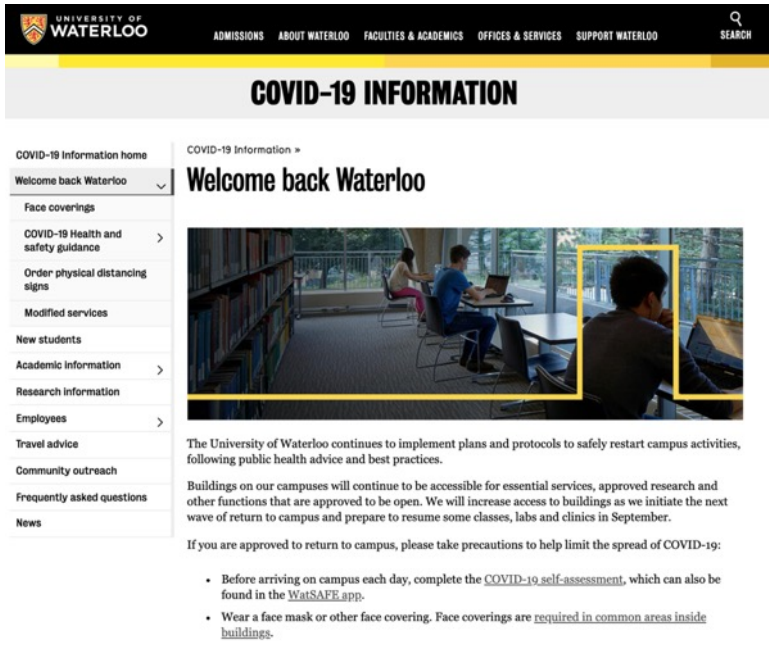 UNIVERSITY OF
WATERLOO
ADMISSIONS ABOUT WATERLOO FACULTIES & ACADEMICS OFFICES & SERVICES SUPPORT WATERLOO
SEARCH
COVID-19 INFORMATION
COVID-19 Information home
Welcome back Waterloo
Face coverings
COVID-19 Health and
safety guidance
Order physical distancing
signs
Modified services
New students
Academic information
Research information
Employees
Travel advice
Community outreach
Frequently asked questions
News
COVID-19 Information »
Welcome back Waterloo
The University of Waterloo continues to implement plans and protocols to safely restart campus activities,
following public health advice and best practices.
Buildings on our campuses will continue to be accessible for essential services, approved research and
other functions that are approved to be open. We will increase access to buildings as we initiate the next
wave of return to campus and prepare to resume some classes, labs and clinics in September.
If you are approved to return to campus, please take precautions to help limit the spread of COVID-19:
• Before arriving on campus each day, complete the COVID-19 self-assessment, which can also be
found in the WatSAFE app.
• Wear a face mask or other face covering. Face coverings are required in common areas inside
buildings.